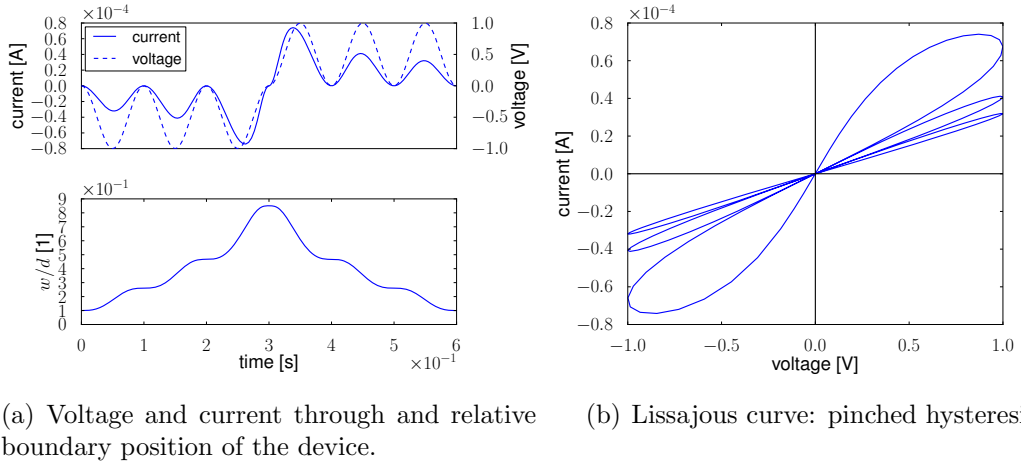 ×10⁻⁴
0.8
0.6
0.4
0.2
0.0
−0.2
−0.4
−0.6
−0.8
current [A]
current
voltage
1.0
0.5
0.0
−0.5
−1.0
voltage [V]
×10⁻¹
9
8
7
6
5
4
3
2
1
0
w/d [1]
0 1 2 3 4 5 6
time [s]
×10⁻¹
(a) Voltage and current through and relative
boundary position of the device.
×10⁻⁴
0.8
0.6
0.4
0.2
0.0
−0.2
−0.4
−0.6
−0.8
current [A]
−1.0 −0.5 0.0 0.5 1.0
voltage [V]
(b) Lissajous curve: pinched hysteresi